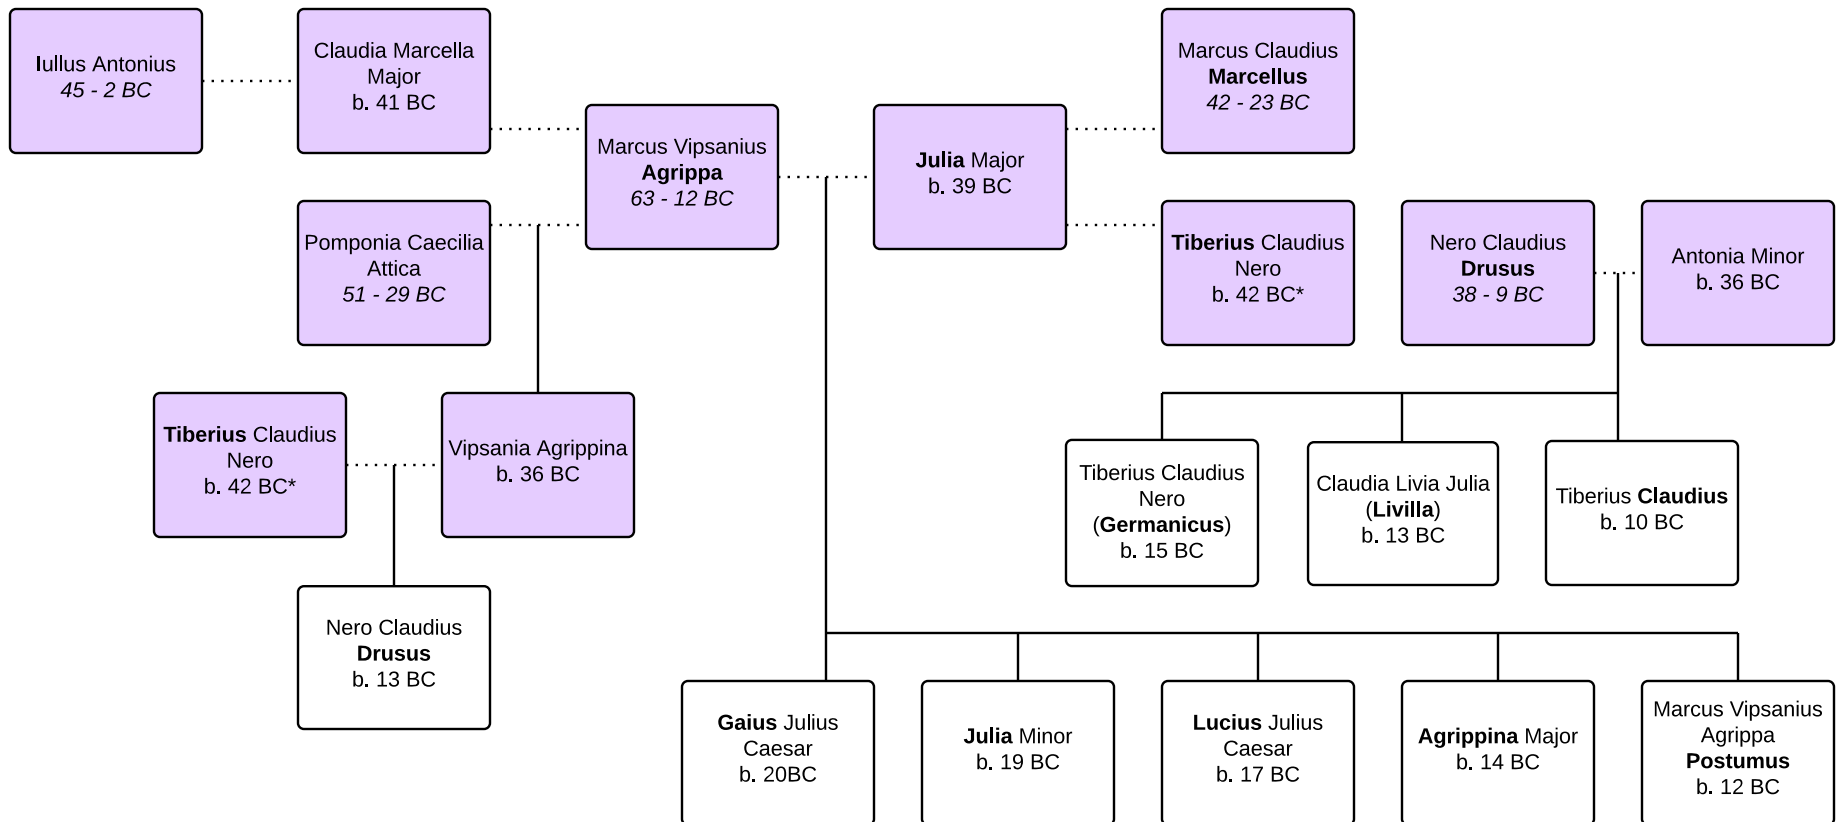 Iullus Antonius
45 - 2 BC
Claudia Marcella
Major
b. 41 BC
Marcus Vipsanius
Agrippa
63 - 12 BC
Julia Major
b. 39 BC
Marcus Claudius
Marcellus
42 - 23 BC
Pomponia Caecilia
Attica
51 - 29 BC
Tiberius Claudius
Nero
b. 42 BC*
Nero Claudius
Drusus
38 - 9 BC
Antonia Minor
b. 36 BC
Tiberius Claudius
Nero
b. 42 BC*
Vipsania Agrippina
b. 36 BC
Tiberius Claudius
Nero
(Germanicus)
b. 15 BC
Claudia Livia Julia
(Livilla)
b. 13 BC
Tiberius Claudius
b. 10 BC
Nero Claudius
Drusus
b. 13 BC
Gaius Julius
Caesar
b. 20BC
Julia Minor
b. 19 BC
Lucius Julius
Caesar
b. 17 BC
Agrippina Major
b. 14 BC
Marcus Vipsanius
Agrippa
Postumus
b. 12 BC